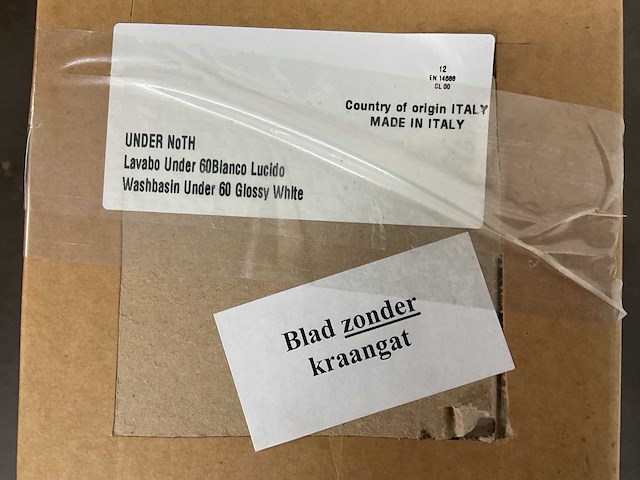 12
EN 14688
CL 00
Country of origin ITALY
MADE IN ITALY
UNDER NoTH
Lavabo Under 60Bianco Lucido
Washbasin Under 60 Glossy White
Blad zonder
kraangat